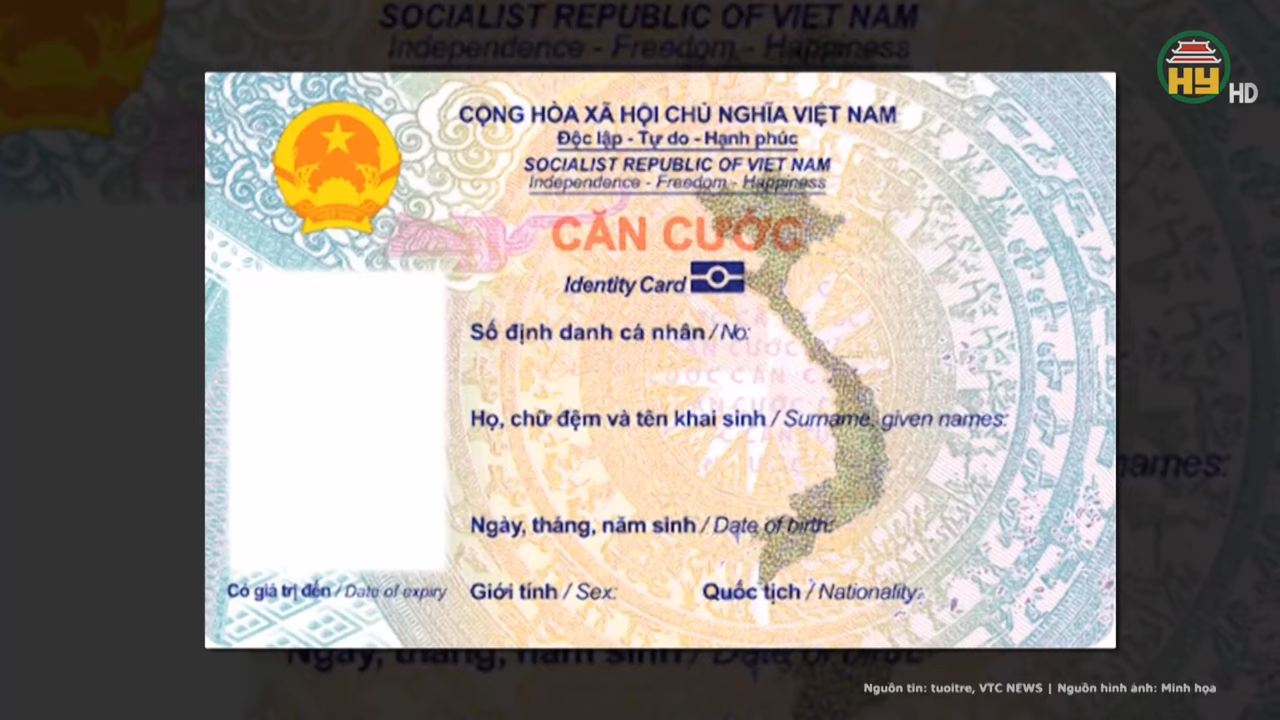 SOCIALIST REPUBLIC OF VIET NAM
Independence - Freedom - Happiness
HY HD
CỘNG HÒA XÃ HỘI CHỦ NGHĨA VIỆT NAM
Độc lập - Tự do - Hạnh phúc
SOCIALIST REPUBLIC OF VIET NAM
Independence - Freedom - Happiness
CĂN CƯỚC
Identity Card
Số định danh cá nhân / No:
Họ, chữ đệm và tên khai sinh / Surname, given names:
names:
Ngày, tháng, năm sinh / Date of birth:
Có giá trị đến / Date of expiry
Giới tính / Sex:
Quốc tịch / Nationality:
Ngày, tháng, năm sinh / Date of birth:
Nguồn tin: tuoitre, VTC NEWS | Nguồn hình ảnh: Minh họa